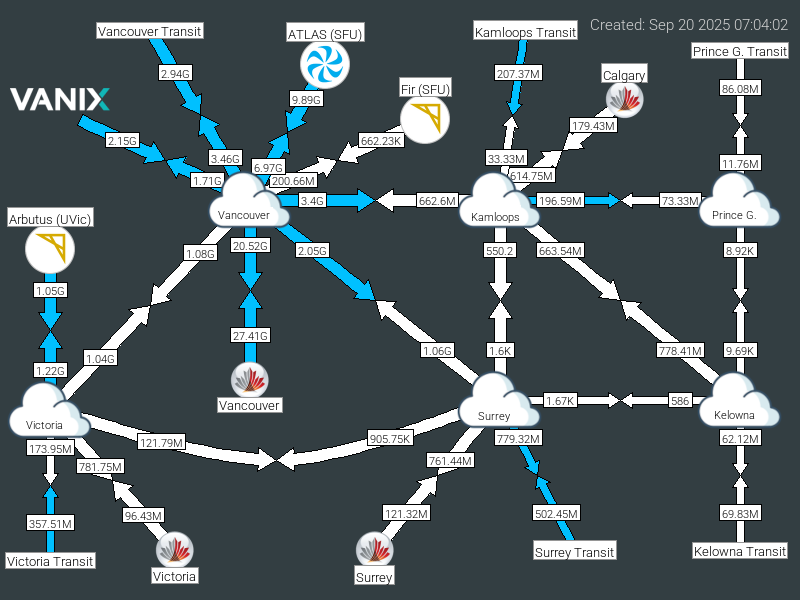 Created: Sep 20 2025 07:04:02
Vancouver Transit
ATLAS (SFU)
Kamloops Transit
Prince G. Transit
2.94G
207.37M
Calgary
VANIX
9.89G
Fir (SFU)
86.08M
179.43M
2.15G
662.23K
3.46G
33.33M
11.76M
6.97G
614.75M
1.71G
200.66M
3.4G
662.6M
196.59M
73.33M
Vancouver
Kamloops
Prince G.
Arbutus (UVic)
1.08G
20.52G
2.05G
550.2
663.54M
8.92K
1.05G
27.41G
1.04G
1.06G
1.6K
778.41M
9.69K
1.22G
Vancouver
1.67K
586
Victoria
Surrey
Kelowna
173.95M
121.79M
905.75K
779.32M
62.12M
781.75M
761.44M
357.51M
96.43M
121.32M
502.45M
69.83M
Victoria Transit
Victoria
Surrey
Surrey Transit
Kelowna Transit